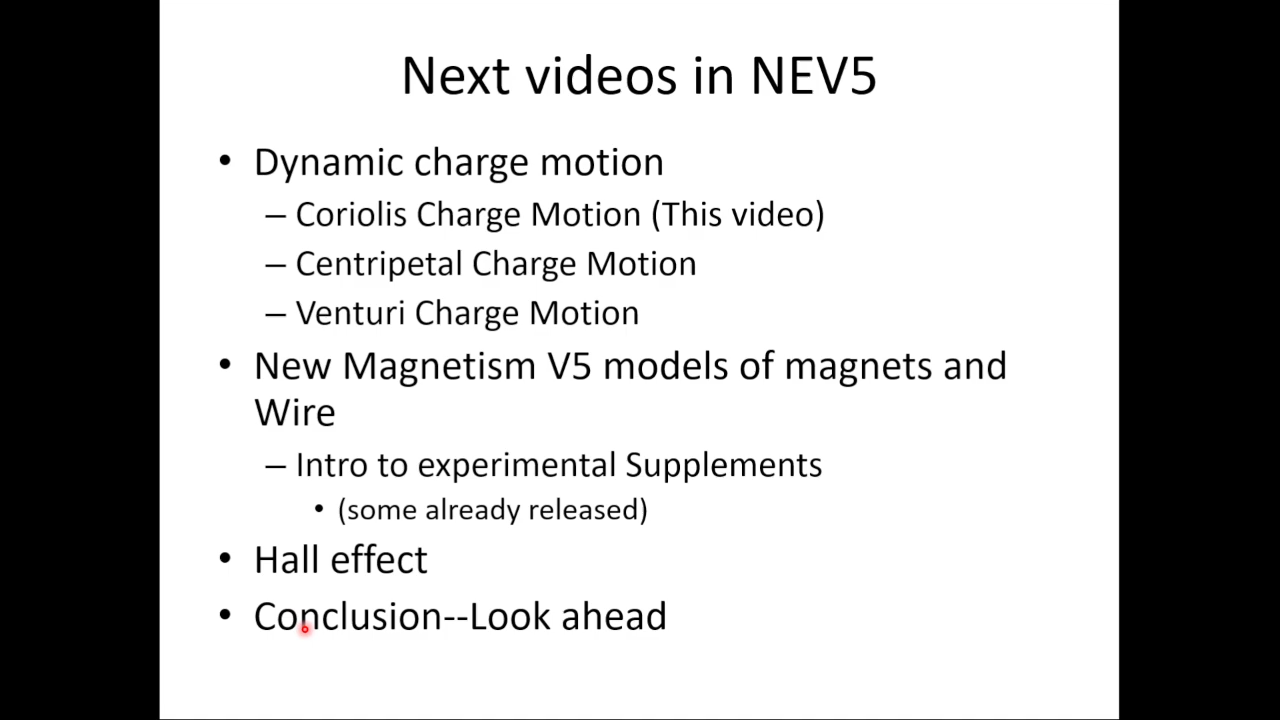 Next videos in NEV5
• Dynamic charge motion
– Coriolis Charge Motion (This video)
– Centripetal Charge Motion
– Venturi Charge Motion
• New Magnetism V5 models of magnets and
Wire
– Intro to experimental Supplements
• (some already released)
• Hall effect
• Conclusion--Look ahead